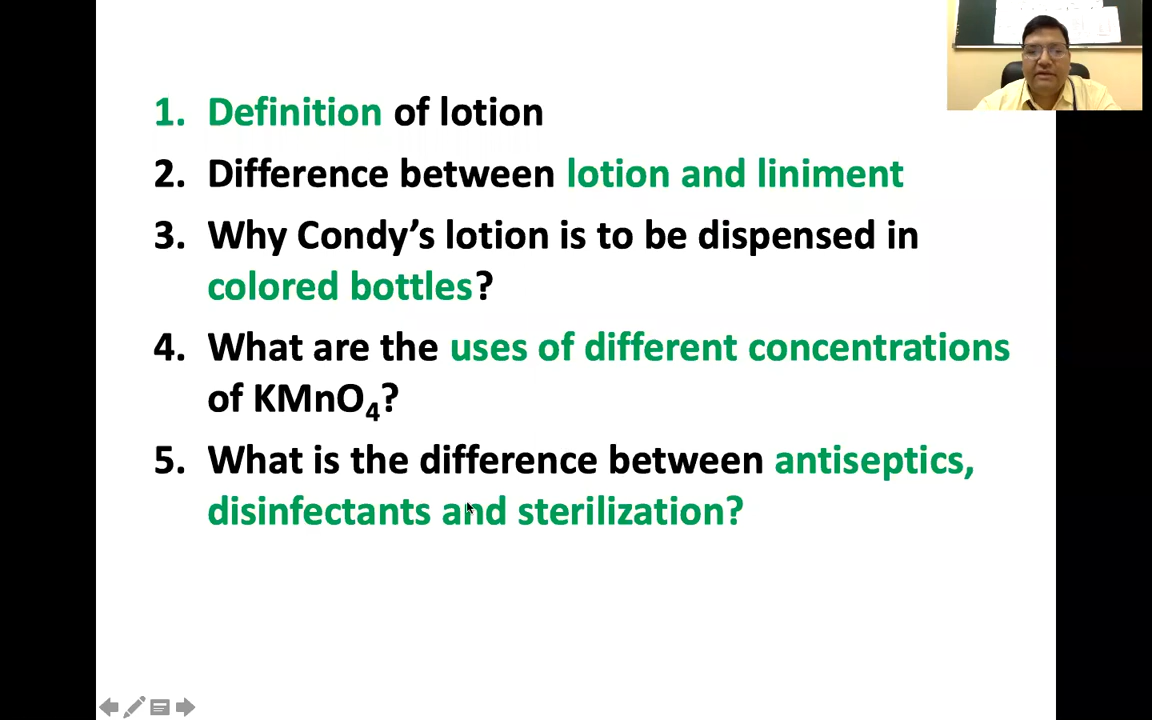 1. Definition of lotion
2. Difference between lotion and liniment
3. Why Condy's lotion is to be dispensed in
colored bottles?
4. What are the uses of different concentrations
of KMnO₄?
5. What is the difference between antiseptics,
disinfectants and sterilization?